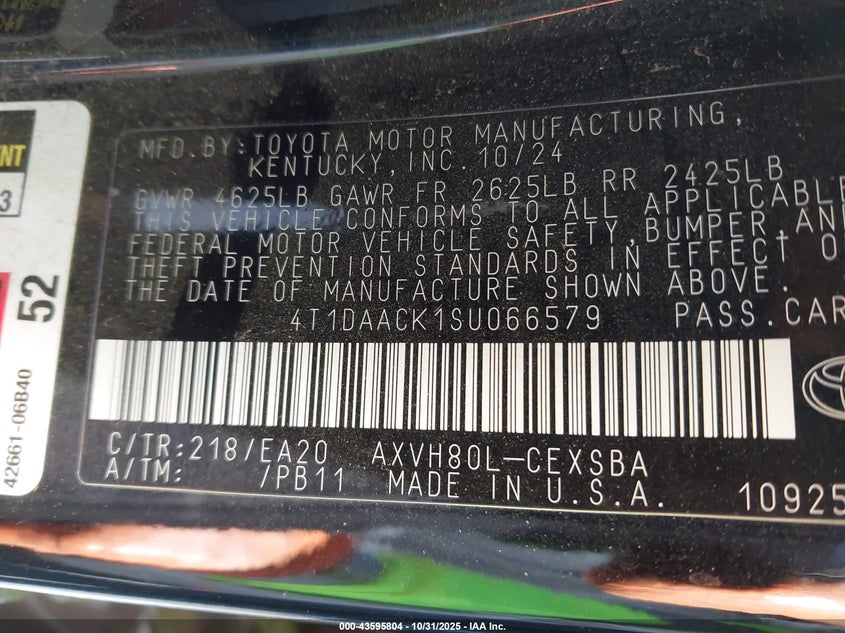 MFD. BY: TOYOTA MOTOR MANUFACTURING,
KENTUCKY, INC. 10/24
GVWR 4625LB GAWR FR 2625LB RR 2425LB
THIS VEHICLE CONFORMS TO ALL APPLICABLE
FEDERAL MOTOR VEHICLE SAFETY, BUMPER, AN
THEFT PREVENTION STANDARDS IN EFFECT O
THE DATE OF MANUFACTURE SHOWN ABOVE.
4T1DAACK1SU066579 PASS. CAR
C/TR: 218/EA20 AXVH80L-CEXSBA
A/TM: /PB11 MADE IN U.S.A. 10925
42661-06B40
52
3
000-43595804 - 10/31/2025 - IAA Inc.